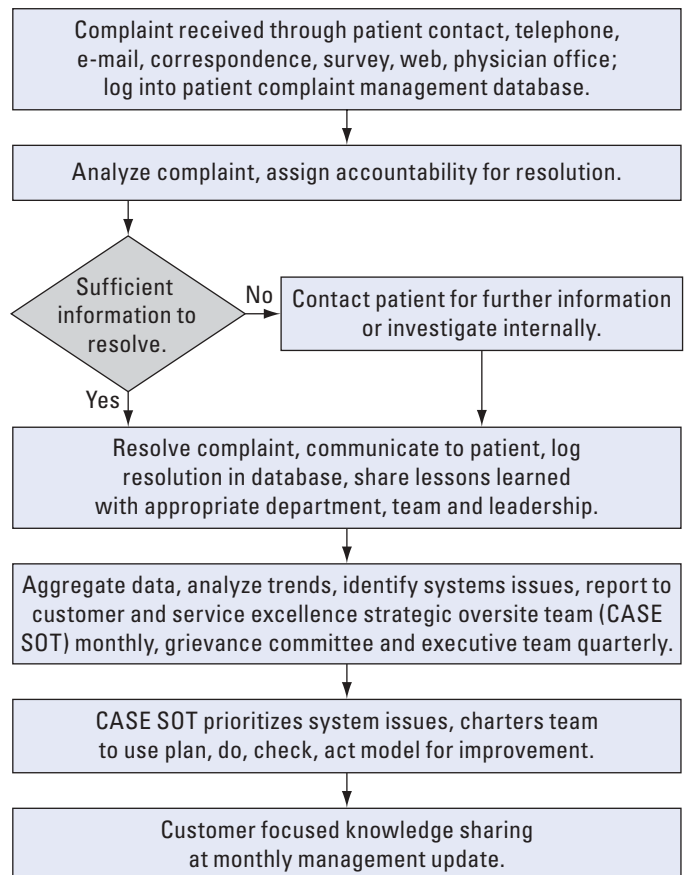 Complaint received through patient contact, telephone,
e-mail, correspondence, survey, web, physician office;
log into patient complaint management database.
Analyze complaint, assign accountability for resolution.
Sufficient
information to
resolve.
No
Contact patient for further information
or investigate internally.
Yes
Resolve complaint, communicate to patient, log
resolution in database, share lessons learned
with appropriate department, team and leadership.
Aggregate data, analyze trends, identify systems issues, report to
customer and service excellence strategic oversite team (CASE
SOT) monthly, grievance committee and executive team quarterly.
CASE SOT prioritizes system issues, charters team
to use plan, do, check, act model for improvement.
Customer focused knowledge sharing
at monthly management update.